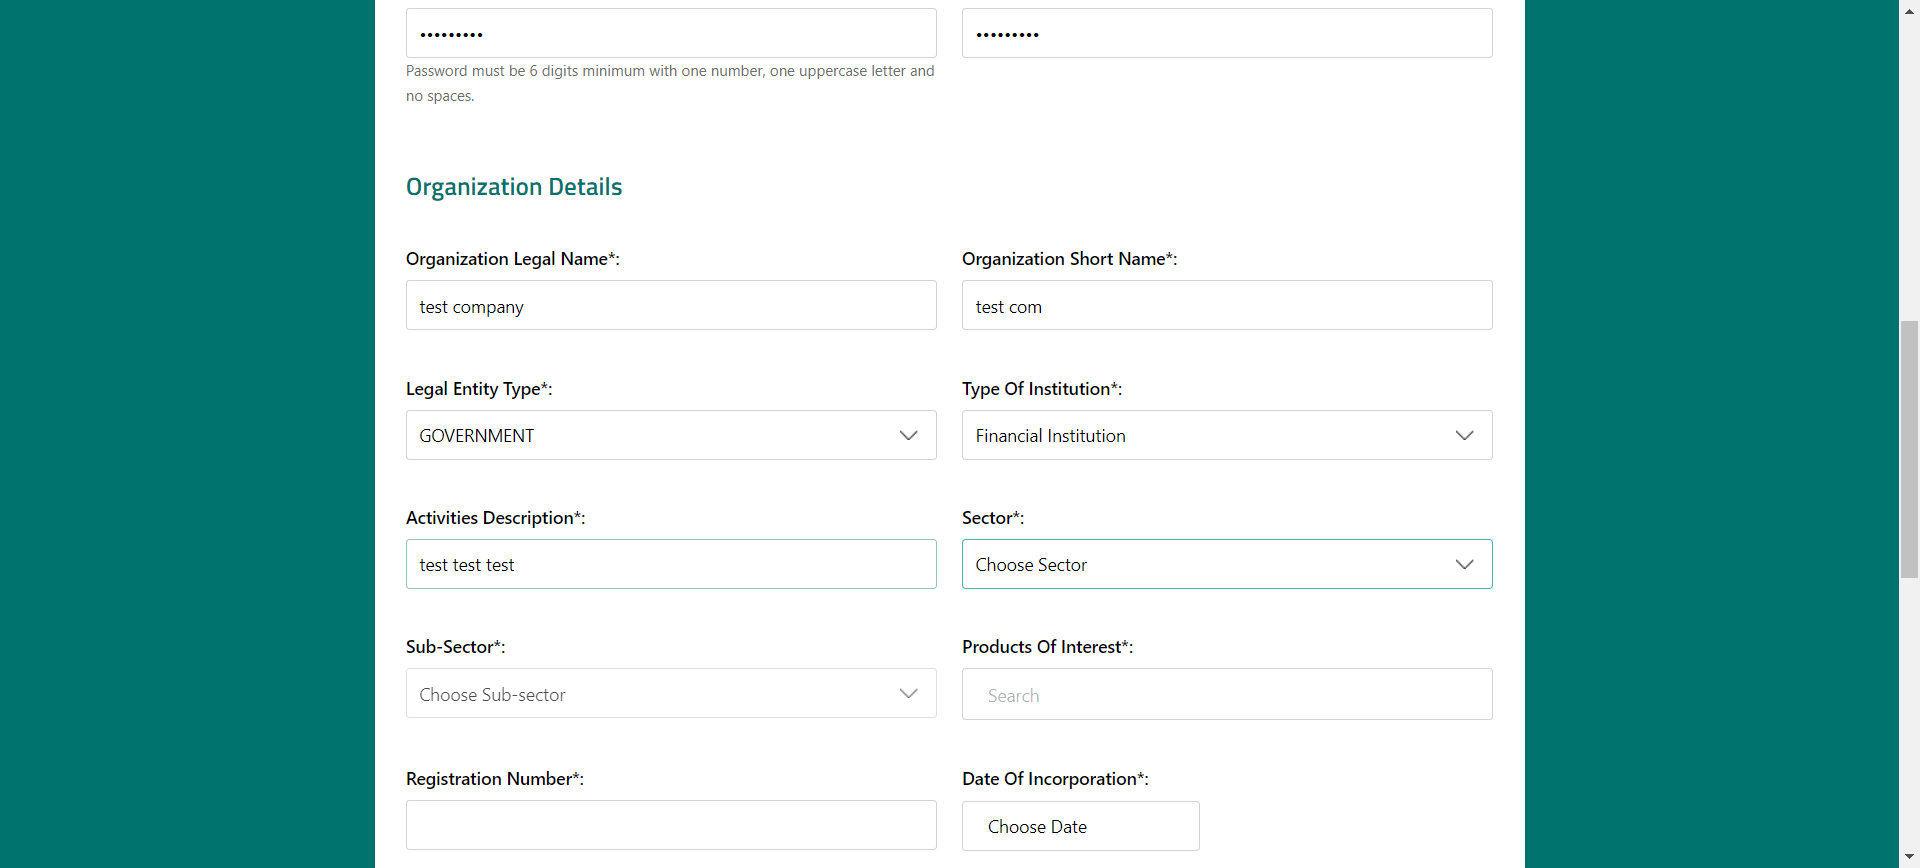 •••••••••
•••••••••
Password must be 6 digits minimum with one number, one uppercase letter and
no spaces.
Organization Details
Organization Legal Name*:
Organization Short Name*:
test company
test com
Legal Entity Type*:
Type Of Institution*:
GOVERNMENT
Financial Institution
Activities Description*:
Sector*:
test test test
Choose Sector
Sub-Sector*:
Products Of Interest*:
Choose Sub-sector
Search
Registration Number*:
Date Of Incorporation*:
Choose Date